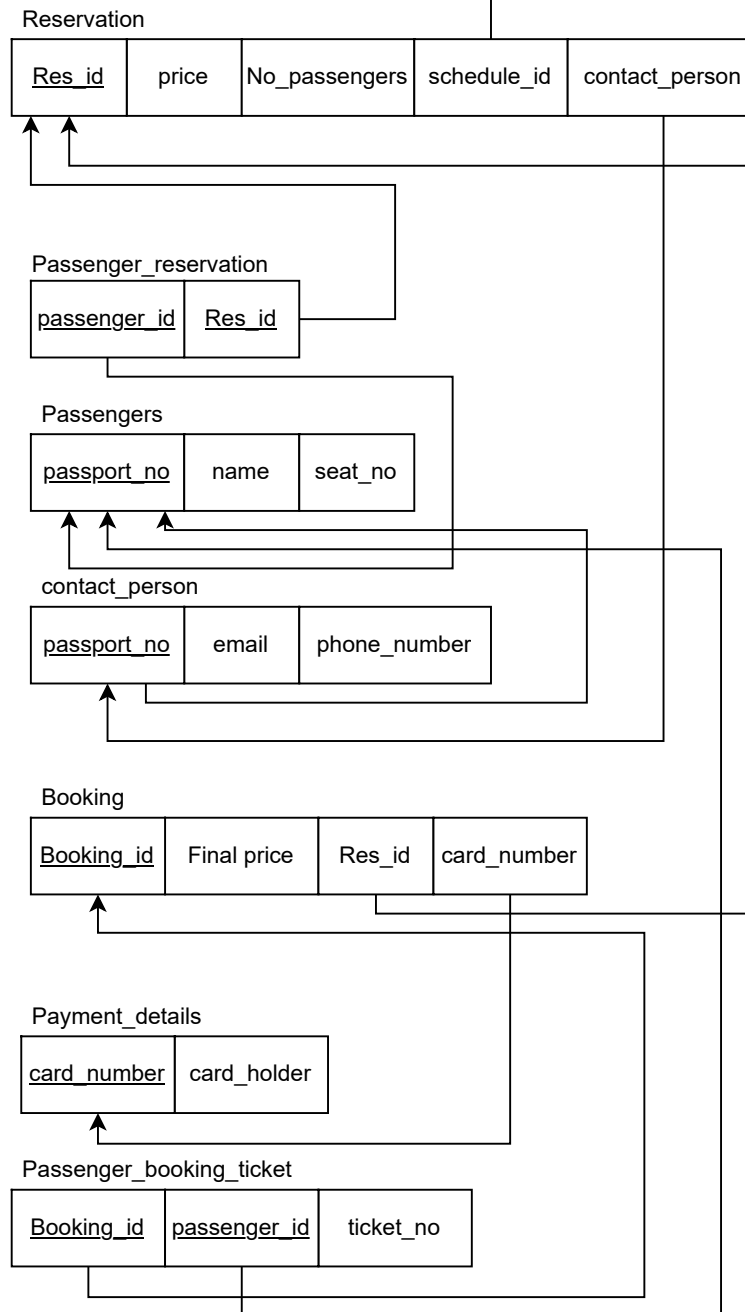 Reservation
Res_id price No_passengers schedule_id contact_person
Passenger_reservation
passenger_id Res_id
Passengers
passport_no name seat_no
contact_person
passport_no email phone_number
Booking
Booking_id Final price Res_id card_number
Payment_details
card_number card_holder
Passenger_booking_ticket
Booking_id passenger_id ticket_no